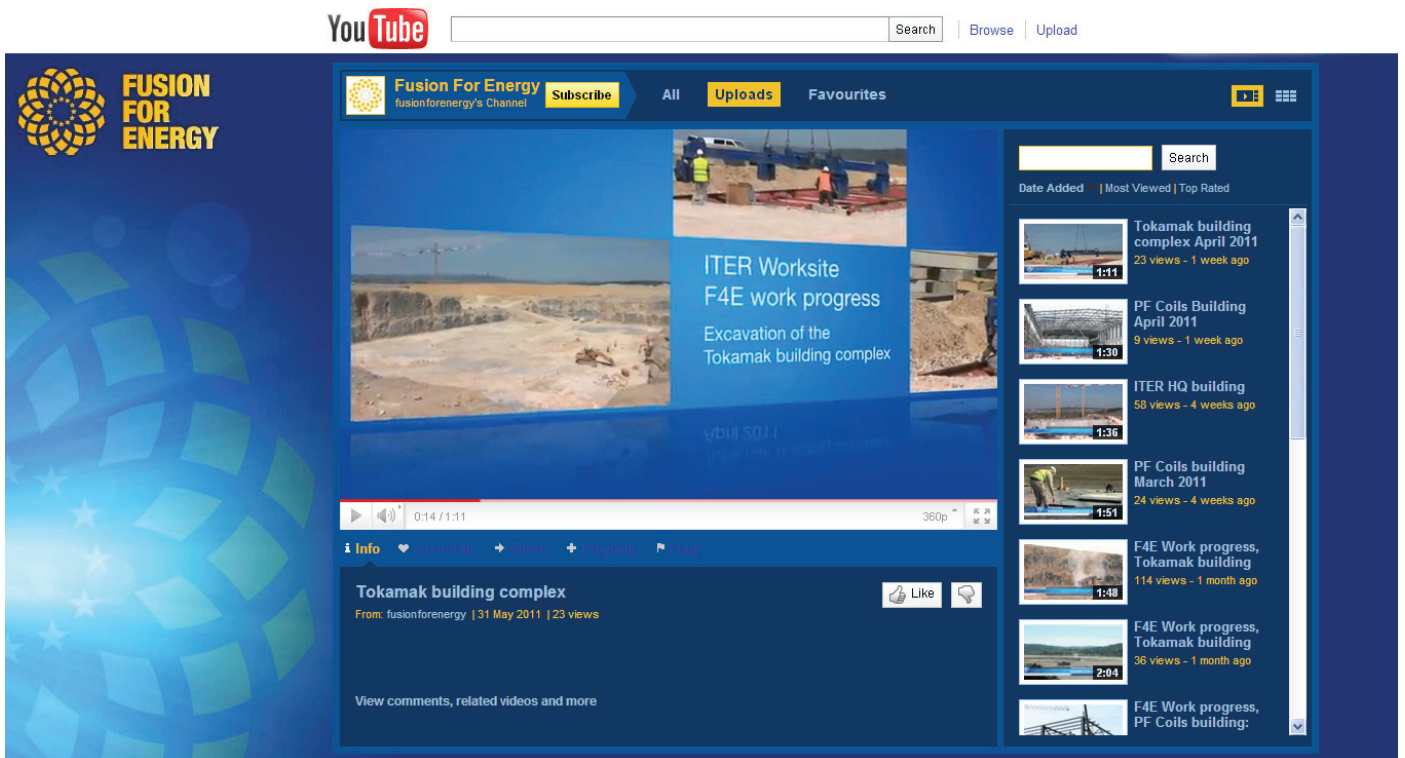 YouTube
Search
Browse
Upload
FUSION
FOR
ENERGY
Fusion For Energy
fusionforenergy's Channel
Subscribe
All
Uploads
Favourites
ITER Worksite
F4E work progress
Excavation of the
Tokamak building complex
April 2011
0:14 / 1:11
360p
Info
Favourite
Share
Playlists
Flag
Tokamak building complex
From: fusionforenergy | 31 May 2011 | 23 views
Like
View comments, related videos and more
Search
Date Added | Most Viewed | Top Rated
Tokamak building
complex April 2011
23 views - 1 week ago
1:11
PF Coils Building
April 2011
9 views - 1 week ago
1:30
ITER HQ building
58 views - 4 weeks ago
1:36
PF Coils building
March 2011
24 views - 4 weeks ago
1:51
F4E Work progress,
Tokamak building
114 views - 1 month ago
1:48
F4E Work progress,
Tokamak building
36 views - 1 month ago
2:04
F4E Work progress,
PF Coils building: